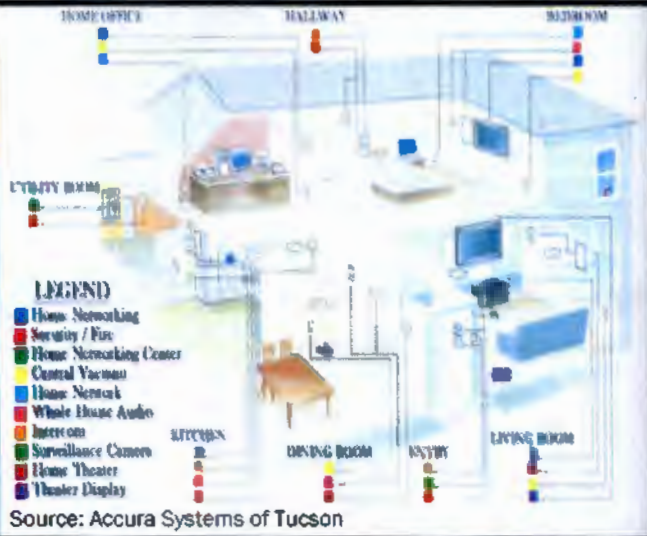 HOME OFFICE
HALLWAY
BEDROOM
UTILITY ROOM
LEGEND
Home Networking
Security / Fire
Home Networking Center
Central Vacuum
Home Network
Whole House Audio
Intercom
Surveillance Camera
Home Theater
Theater Display
KITCHEN
DINING ROOM
ENTRY
LIVING ROOM
Source: Accura Systems of Tucson